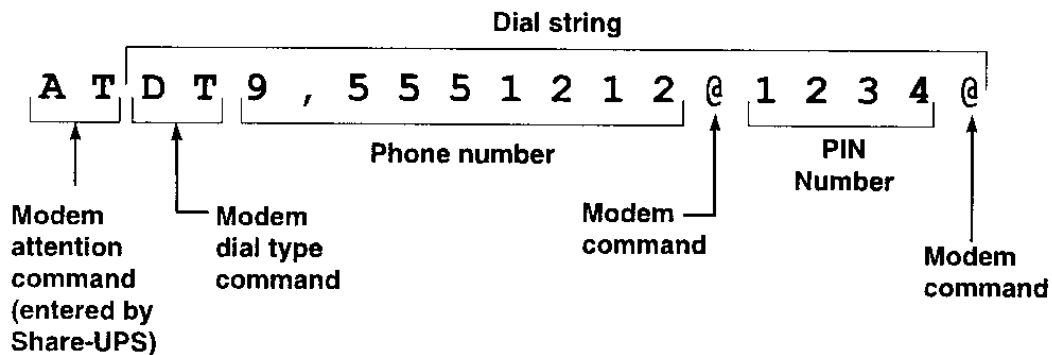 Dial string
A T D T 9 , 5 5 5 1 2 1 2 @ 1 2 3 4 @
Phone number
PIN
Number
Modem
attention
command
(entered by
Share-UPS)
Modem
dial type
command
Modem
command
Modem
command